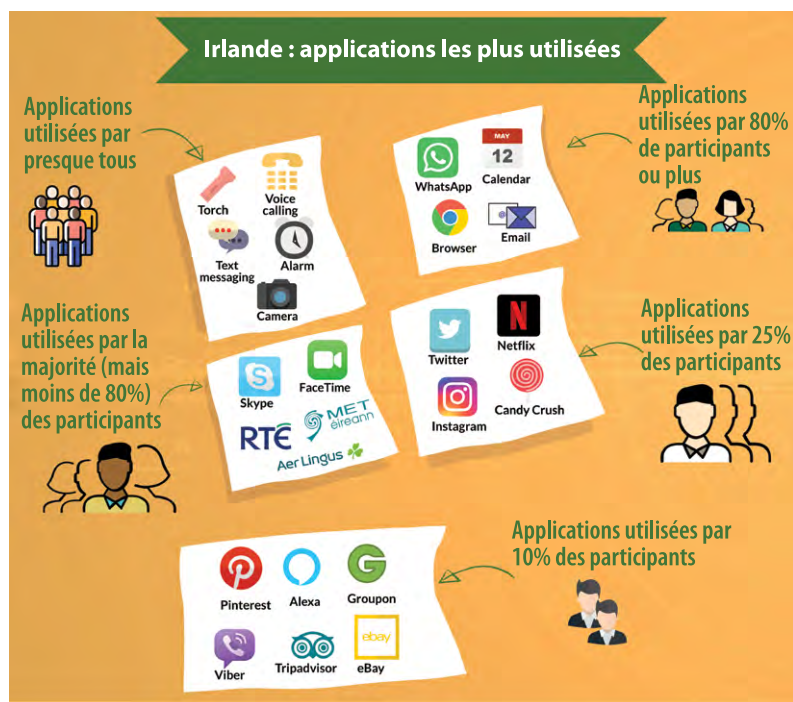 Irlande : applications les plus utilisées
Applications
utilisées par
presque tous
Torch
Voice
calling
Text
messaging
Alarm
Camera
Applications
utilisées par 80%
de participants
ou plus
WhatsApp
MAY
12
Calendar
Browser
Email
Applications
utilisées par la
majorité (mais
moins de 80%)
des participants
Skype
FaceTime
RTÉ
MET
éireann
Aer Lingus
Applications
utilisées par 25%
des participants
Twitter
N
Netflix
Instagram
Candy Crush
Applications utilisées par
10% des participants
Pinterest
Alexa
Groupon
Viber
Tripadvisor
ebay
eBay